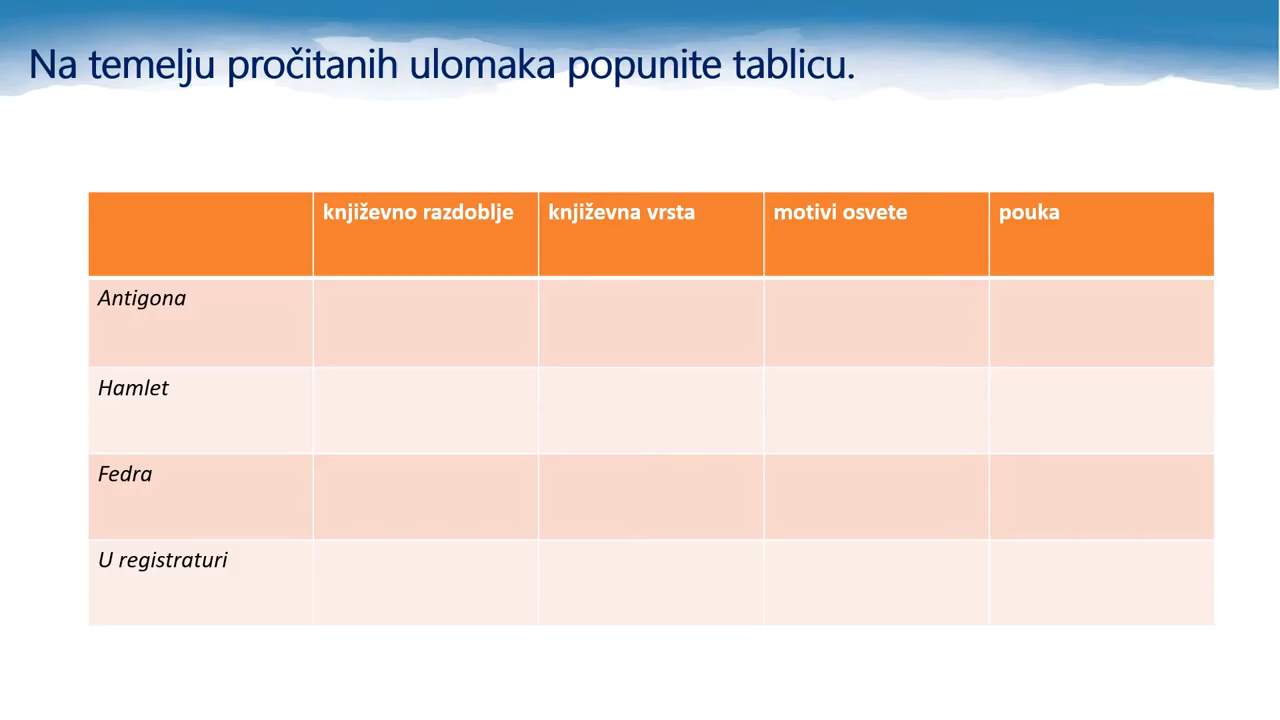 Na temelju pročitanih ulomaka popunite tablicu.
književno razdoblje književna vrsta motivi osvete pouka
Antigona
Hamlet
Fedra
U registraturi